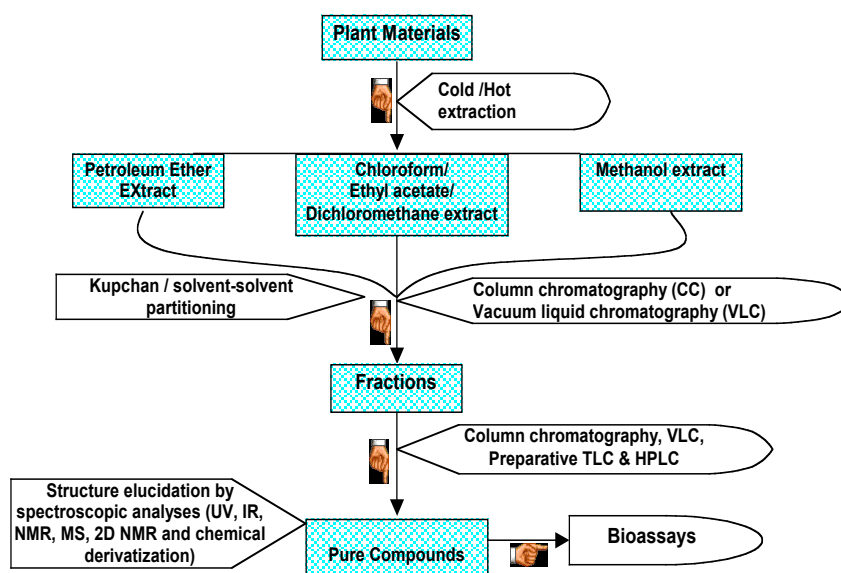 Plant Materials
Cold /Hot
extraction
Petroleum Ether
EXtract
Chloroform/
Ethyl acetate/
Dichloromethane extract
Methanol extract
Kupchan / solvent-solvent
partitioning
Column chromatography (CC) or
Vacuum liquid chromatography (VLC)
Fractions
Column chromatography, VLC,
Preparative TLC & HPLC
Structure elucidation by
spectroscopic analyses (UV, IR,
NMR, MS, 2D NMR and chemical
derivatization)
Pure Compounds
Bioassays